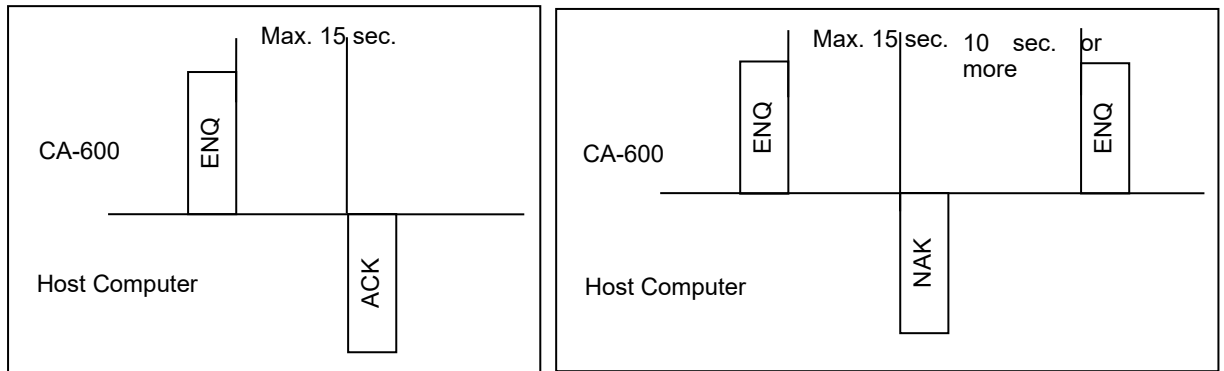 Max. 15 sec.
CA-600
ENQ
Host Computer
ACK
Max. 15 sec.
10 sec. or
more
CA-600
ENQ
ENQ
Host Computer
NAK